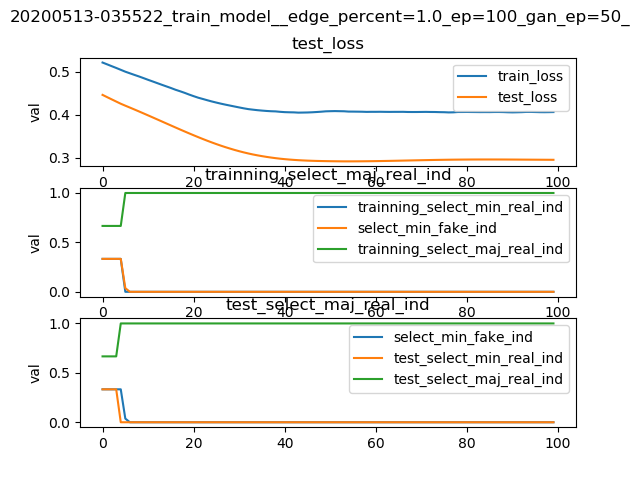 20200513-035522_train_model__edge_percent=1.0_ep=100_gan_ep=50_
test_loss
0.5
0.4
0.3
val
train_loss
test_loss
0 20 40 60 80 100
trainning_select_maj_real_ind
1.0
0.5
0.0
val
trainning_select_min_real_ind
select_min_fake_ind
trainning_select_maj_real_ind
0 20 40 60 80 100
test_select_maj_real_ind
1.0
0.5
0.0
val
select_min_fake_ind
test_select_min_real_ind
test_select_maj_real_ind
0 20 40 60 80 100